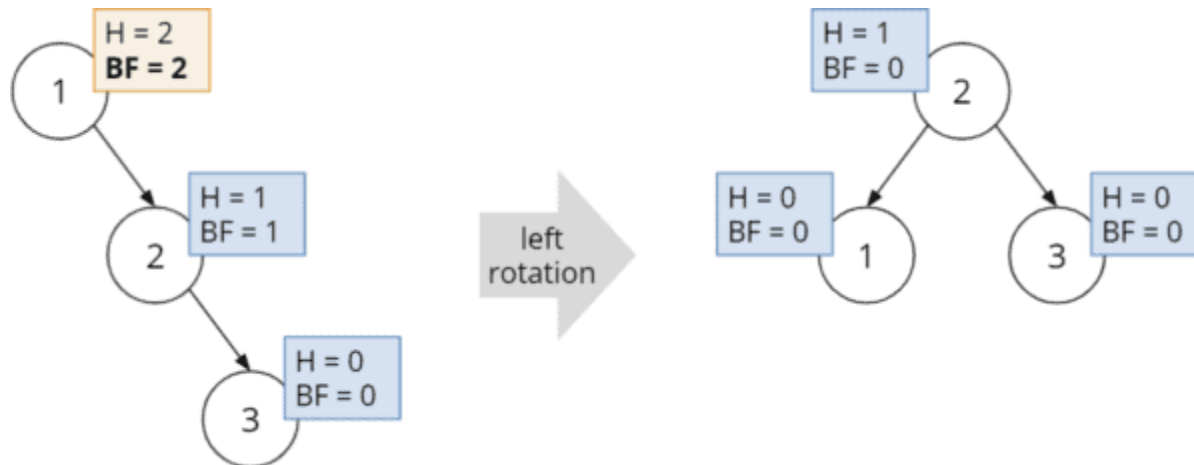 H = 2
BF = 2
1
H = 1
BF = 1
2
H = 0
BF = 0
3
left
rotation
H = 1
BF = 0
2
H = 0
BF = 0
1
H = 0
BF = 0
3